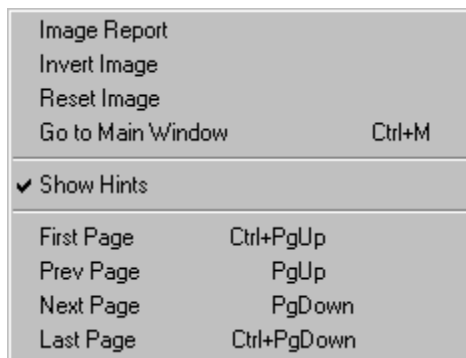 Image Report
Invert Image
Reset Image
Go to Main Window Ctrl+M
Show Hints
First Page Ctrl+PgUp
Prev Page PgUp
Next Page PgDown
Last Page Ctrl+PgDown